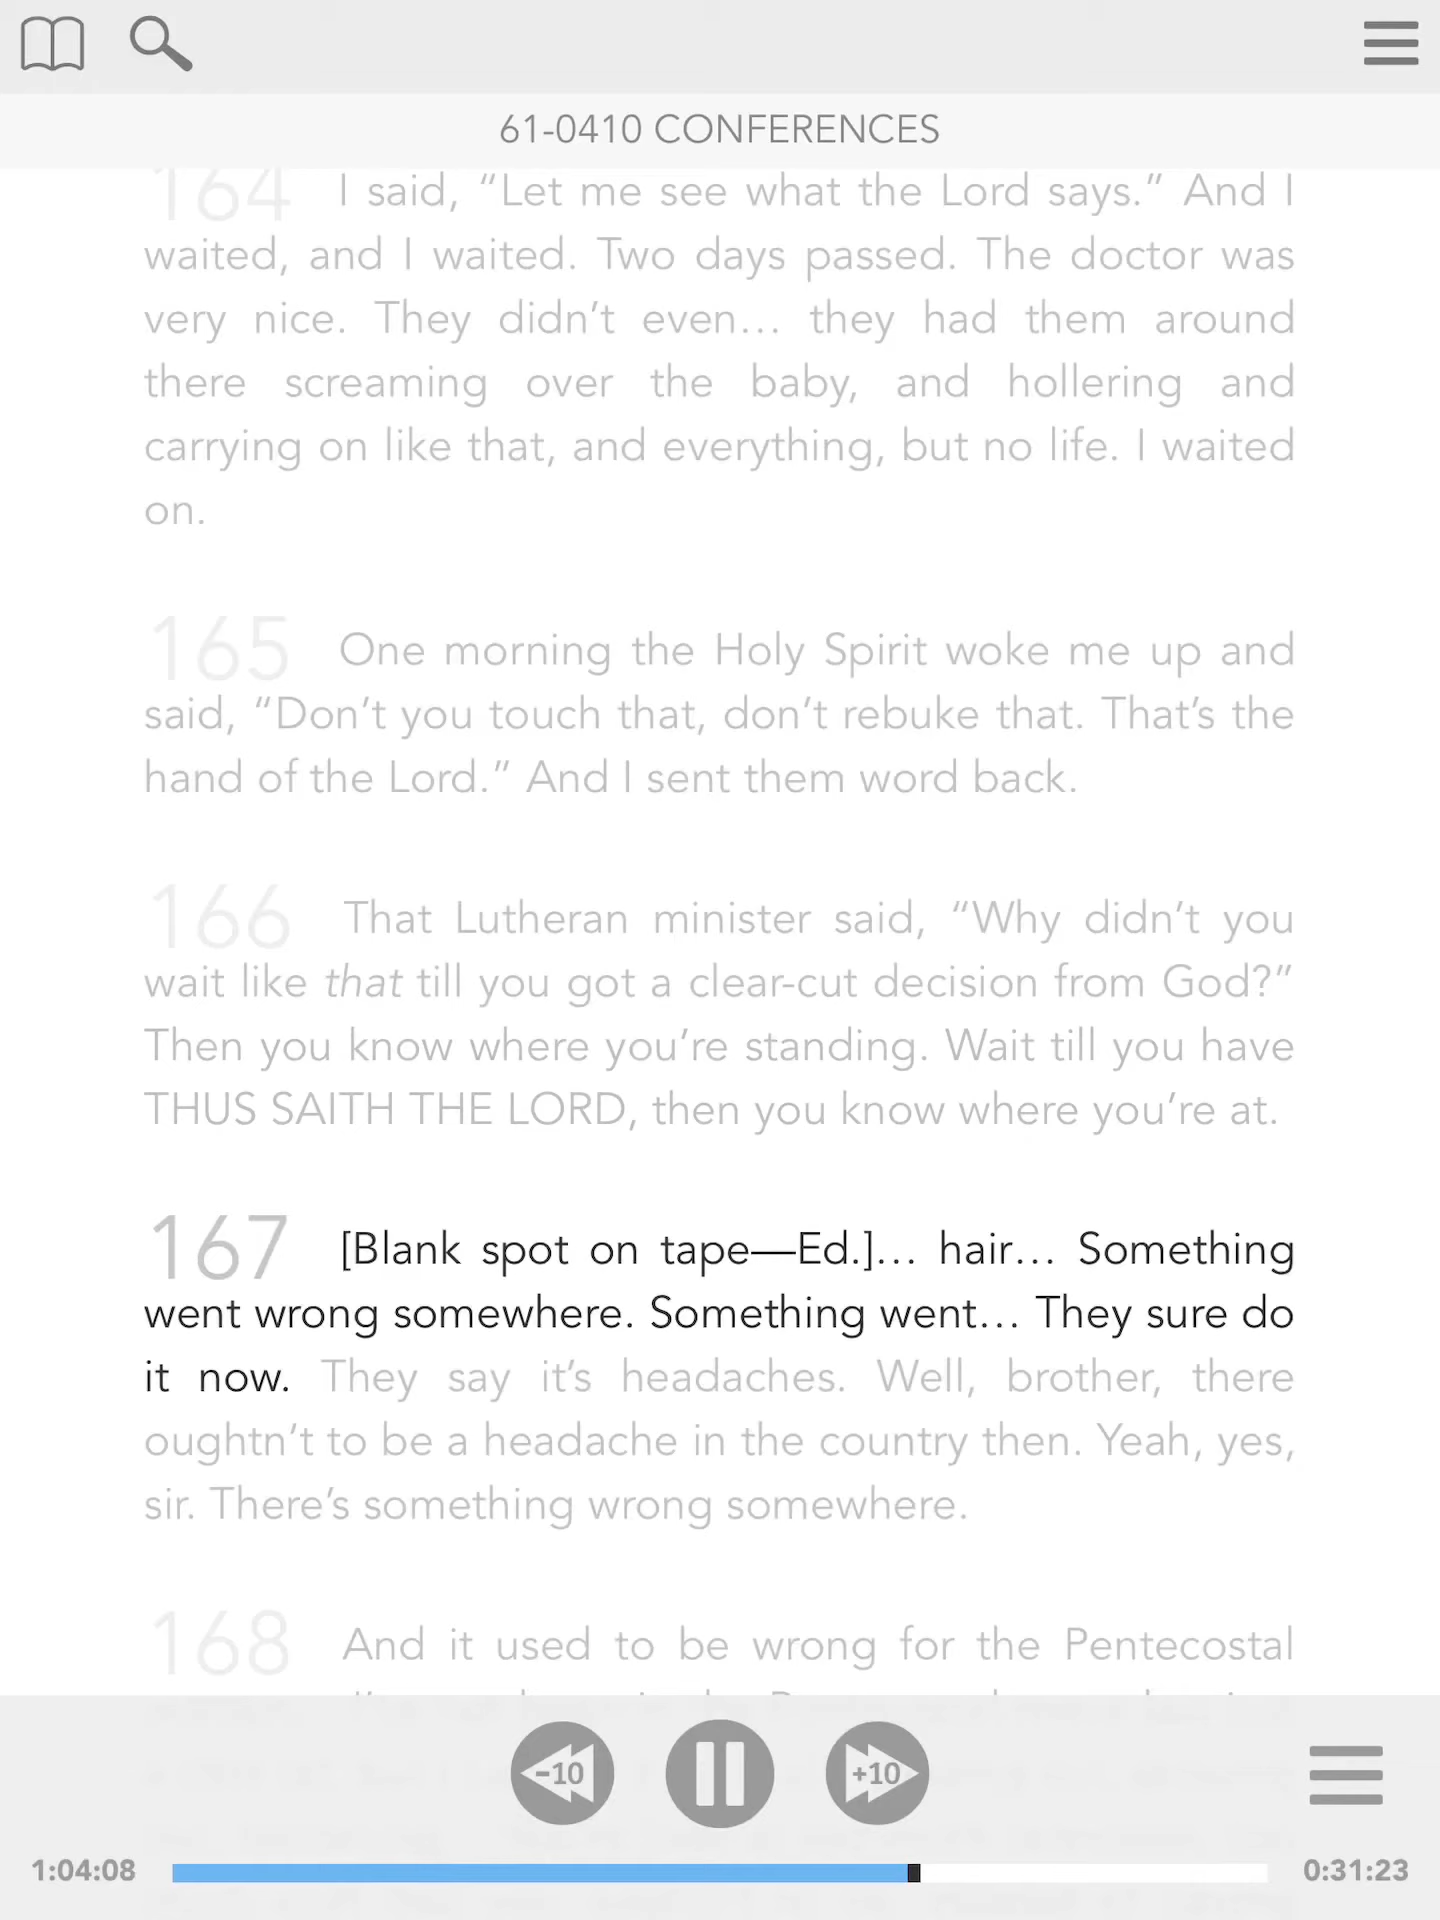 61-0410 CONFERENCES
164 I said, “Let me see what the Lord says.” And I
waited, and I waited. Two days passed. The doctor was
very nice. They didn’t even… they had them around
there screaming over the baby, and hollering and
carrying on like that, and everything, but no life. I waited
on.
165 One morning the Holy Spirit woke me up and
said, “Don’t you touch that, don’t rebuke that. That’s the
hand of the Lord.” And I sent them word back.
166 That Lutheran minister said, “Why didn’t you
wait like that till you got a clear-cut decision from God?”
Then you know where you’re standing. Wait till you have
THUS SAITH THE LORD, then you know where you’re at.
167 [Blank spot on tape—Ed.]… hair… Something
went wrong somewhere. Something went… They sure do
it now. They say it’s headaches. Well, brother, there
oughtn’t to be a headache in the country then. Yeah, yes,
sir. There’s something wrong somewhere.
168 And it used to be wrong for the Pentecostal
-10 +10
1:04:08 0:31:23